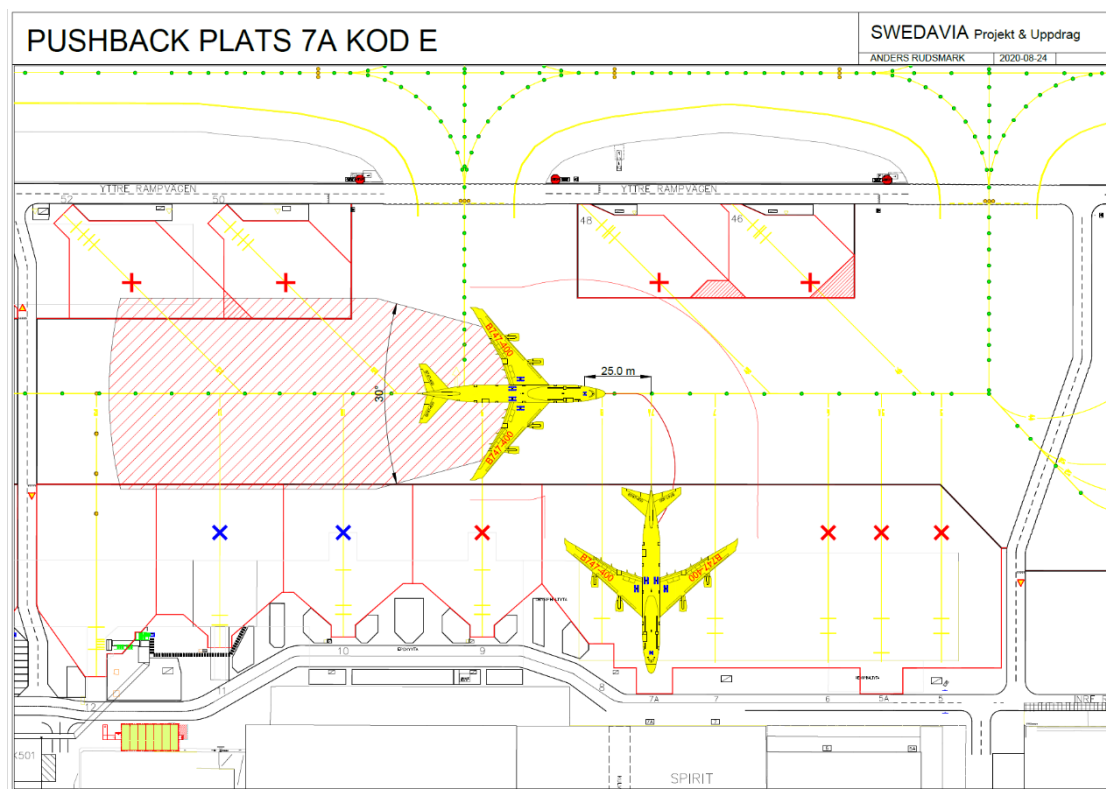 PUSHBACK PLATS 7A KOD E
SWEDAVIA Projekt & Uppdrag
ANDERS RUDSMARK
2020-08-24
YTTRE RAMPVÄGEN
YTTRE RAMPVÄGEN
52
50
48
46
B747-400
25.0 m
30°
B747-400
B747-400
B747-400
10
9
11
8
12
7A
7
6
5A
5
7A
7
SPIRIT